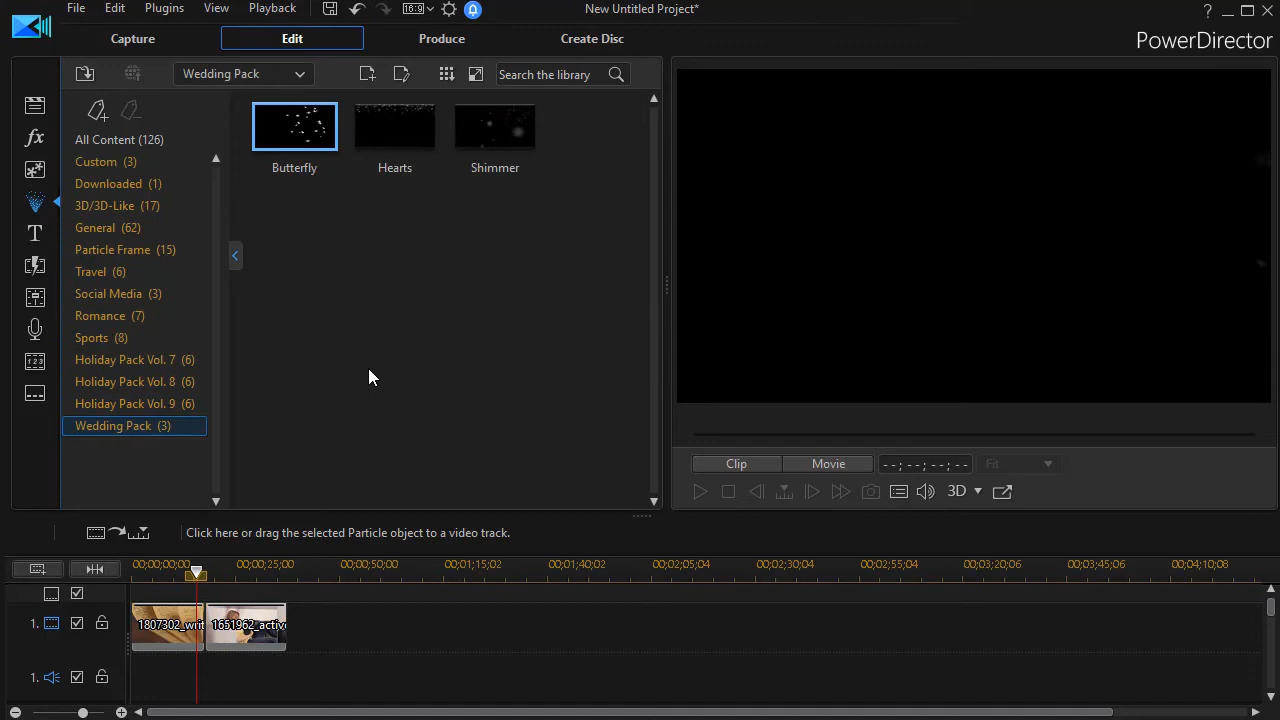 File Edit Plugins View Playback 16:9 New Untitled Project* ?
Capture Edit Produce Create Disc PowerDirector
Wedding Pack Search the library
All Content (126)
Custom (3)
Downloaded (1)
3D/3D-Like (17)
General (62)
Particle Frame (15)
Travel (6)
Social Media (3)
Romance (7)
Sports (8)
Holiday Pack Vol. 7 (6)
Holiday Pack Vol. 8 (6)
Holiday Pack Vol. 9 (6)
Wedding Pack (3)
fx
T
123
Butterfly Hearts Shimmer
Clip Movie --;--;--;-- Fit
3D
Click here or drag the selected Particle object to a video track.
00;00;00;00 00;00;25;00 00;00;50;00 00;01;15;02 00;01;40;02 00;02;05;04 00;02;30;04 00;02;55;04 00;03;20;06 00;03;45;06 00;04;10;08
1. 1807302_writ 1651962_activ
1.